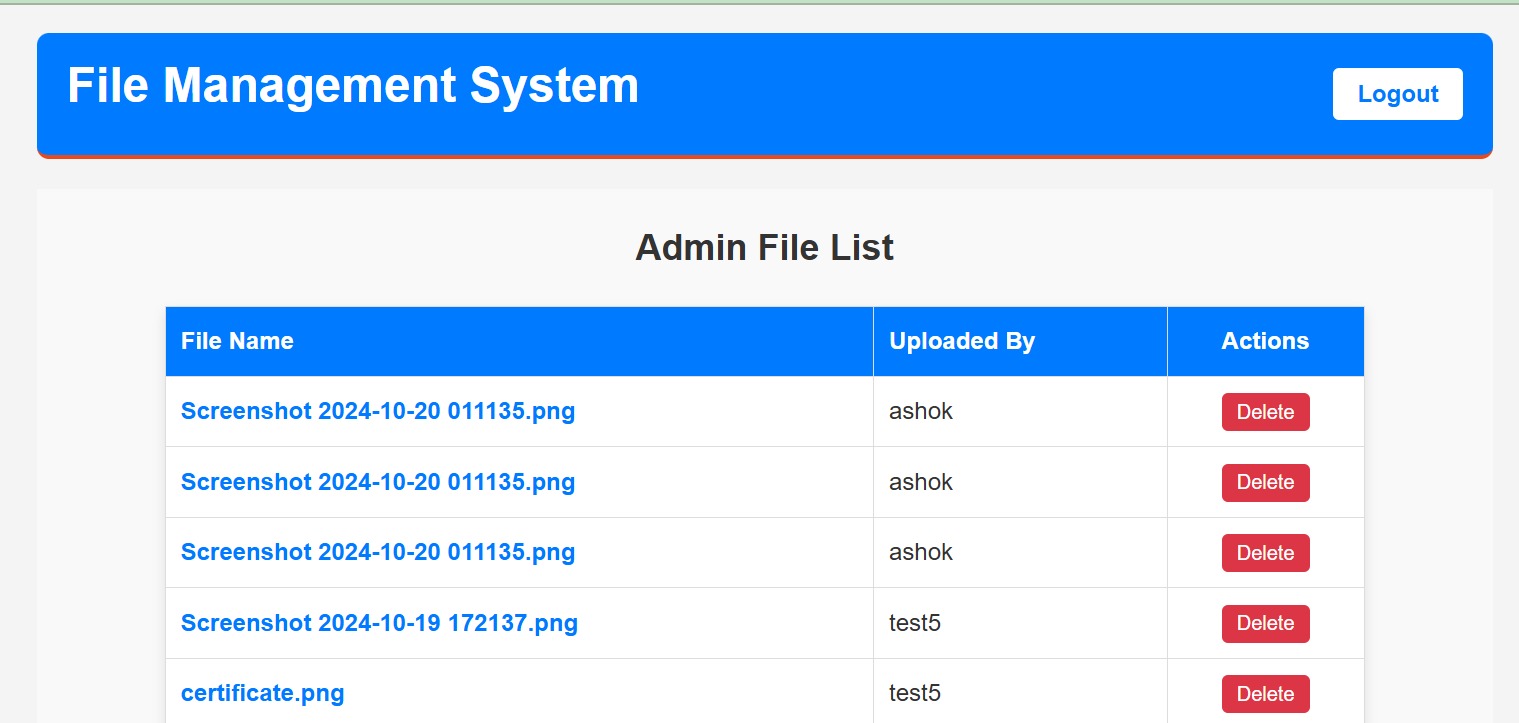 File Management System
Logout
Admin File List
File Name Uploaded By Actions
Screenshot 2024-10-20 011135.png ashok Delete
Screenshot 2024-10-20 011135.png ashok Delete
Screenshot 2024-10-20 011135.png ashok Delete
Screenshot 2024-10-19 172137.png test5 Delete
certificate.png test5 Delete